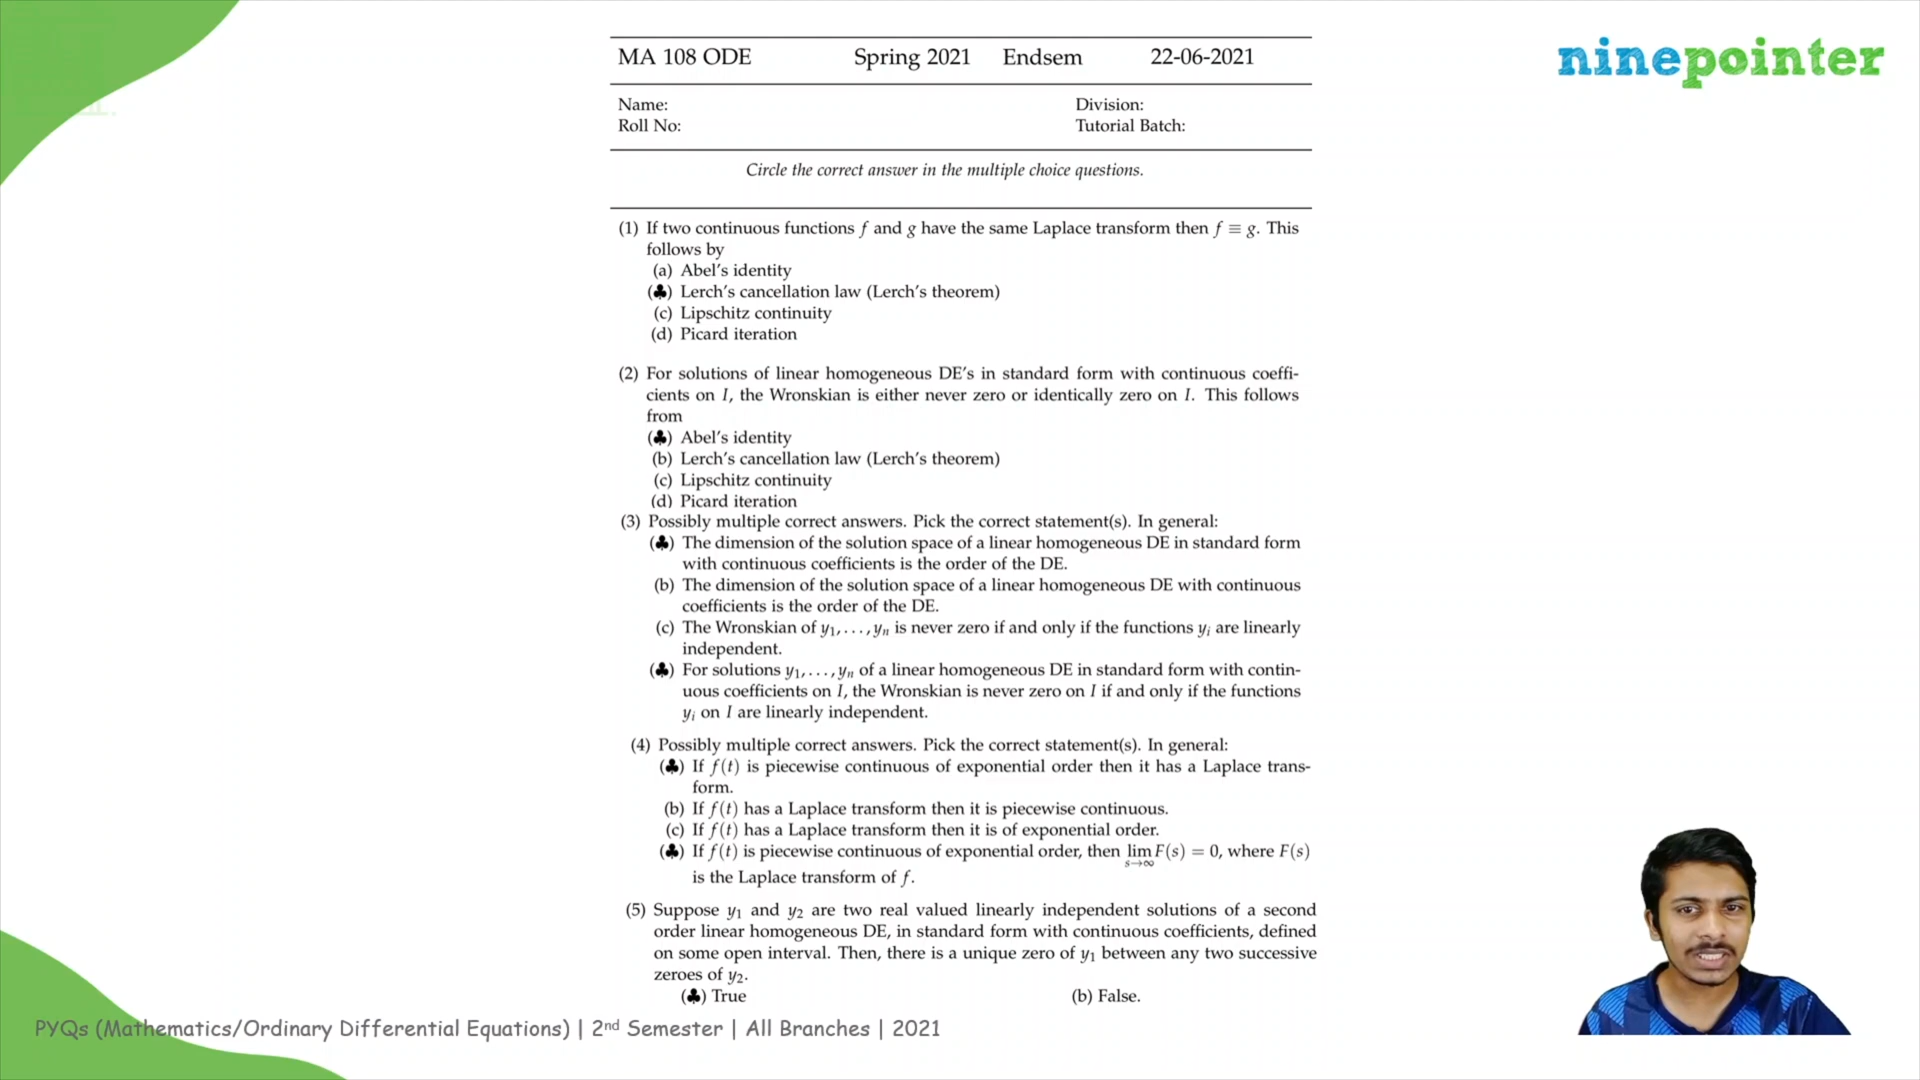 ninepointer
MA 108 ODE Spring 2021 Endsem 22-06-2021
Name: Division:
Roll No: Tutorial Batch:
Circle the correct answer in the multiple choice questions.
(1) If two continuous functions f and g have the same Laplace transform then f ≡ g. This
follows by
(a) Abel's identity
(♣) Lerch's cancellation law (Lerch's theorem)
(c) Lipschitz continuity
(d) Picard iteration
(2) For solutions of linear homogeneous DE's in standard form with continuous coeffi-
cients on I, the Wronskian is either never zero or identically zero on I. This follows
from
(♣) Abel's identity
(b) Lerch's cancellation law (Lerch's theorem)
(c) Lipschitz continuity
(d) Picard iteration
(3) Possibly multiple correct answers. Pick the correct statement(s). In general:
(♣) The dimension of the solution space of a linear homogeneous DE in standard form
with continuous coefficients is the order of the DE.
(b) The dimension of the solution space of a linear homogeneous DE with continuous
coefficients is the order of the DE.
(c) The Wronskian of y₁, . . . , yₙ is never zero if and only if the functions yᵢ are linearly
independent.
(♣) For solutions y₁, . . . , yₙ of a linear homogeneous DE in standard form with contin-
uous coefficients on I, the Wronskian is never zero on I if and only if the functions
yᵢ on I are linearly independent.
(4) Possibly multiple correct answers. Pick the correct statement(s). In general:
(♣) If f(t) is piecewise continuous of exponential order then it has a Laplace trans-
form.
(b) If f(t) has a Laplace transform then it is piecewise continuous.
(c) If f(t) has a Laplace transform then it is of exponential order.
(♣) If f(t) is piecewise continuous of exponential order, then lim s→∞ F(s) = 0, where F(s)
is the Laplace transform of f.
(5) Suppose y₁ and y₂ are two real valued linearly independent solutions of a second
order linear homogeneous DE, in standard form with continuous coefficients, defined
on some open interval. Then, there is a unique zero of y₁ between any two successive
zeroes of y₂.
(♣) True (b) False.
PYQs (Mathematics/Ordinary Differential Equations) | 2nd Semester | All Branches | 2021